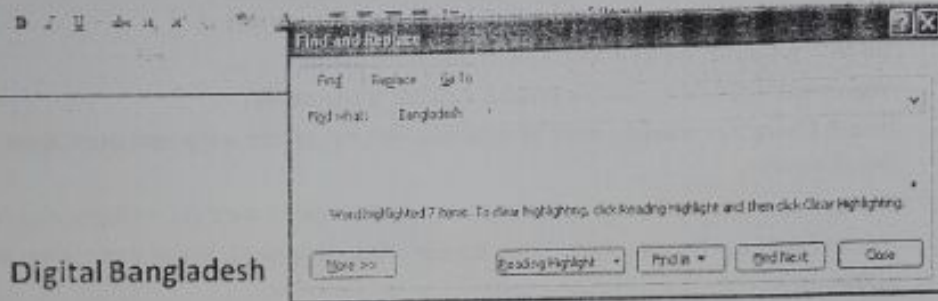 B I U abc
Find and Replace
Find Replace Go To
Find what: Bangladesh
Word highlighted 7 items. To clear highlighting, click Reading Highlight and then click Clear Highlighting.
More >> Reading Highlight Find in Find Next Close
Digital Bangladesh